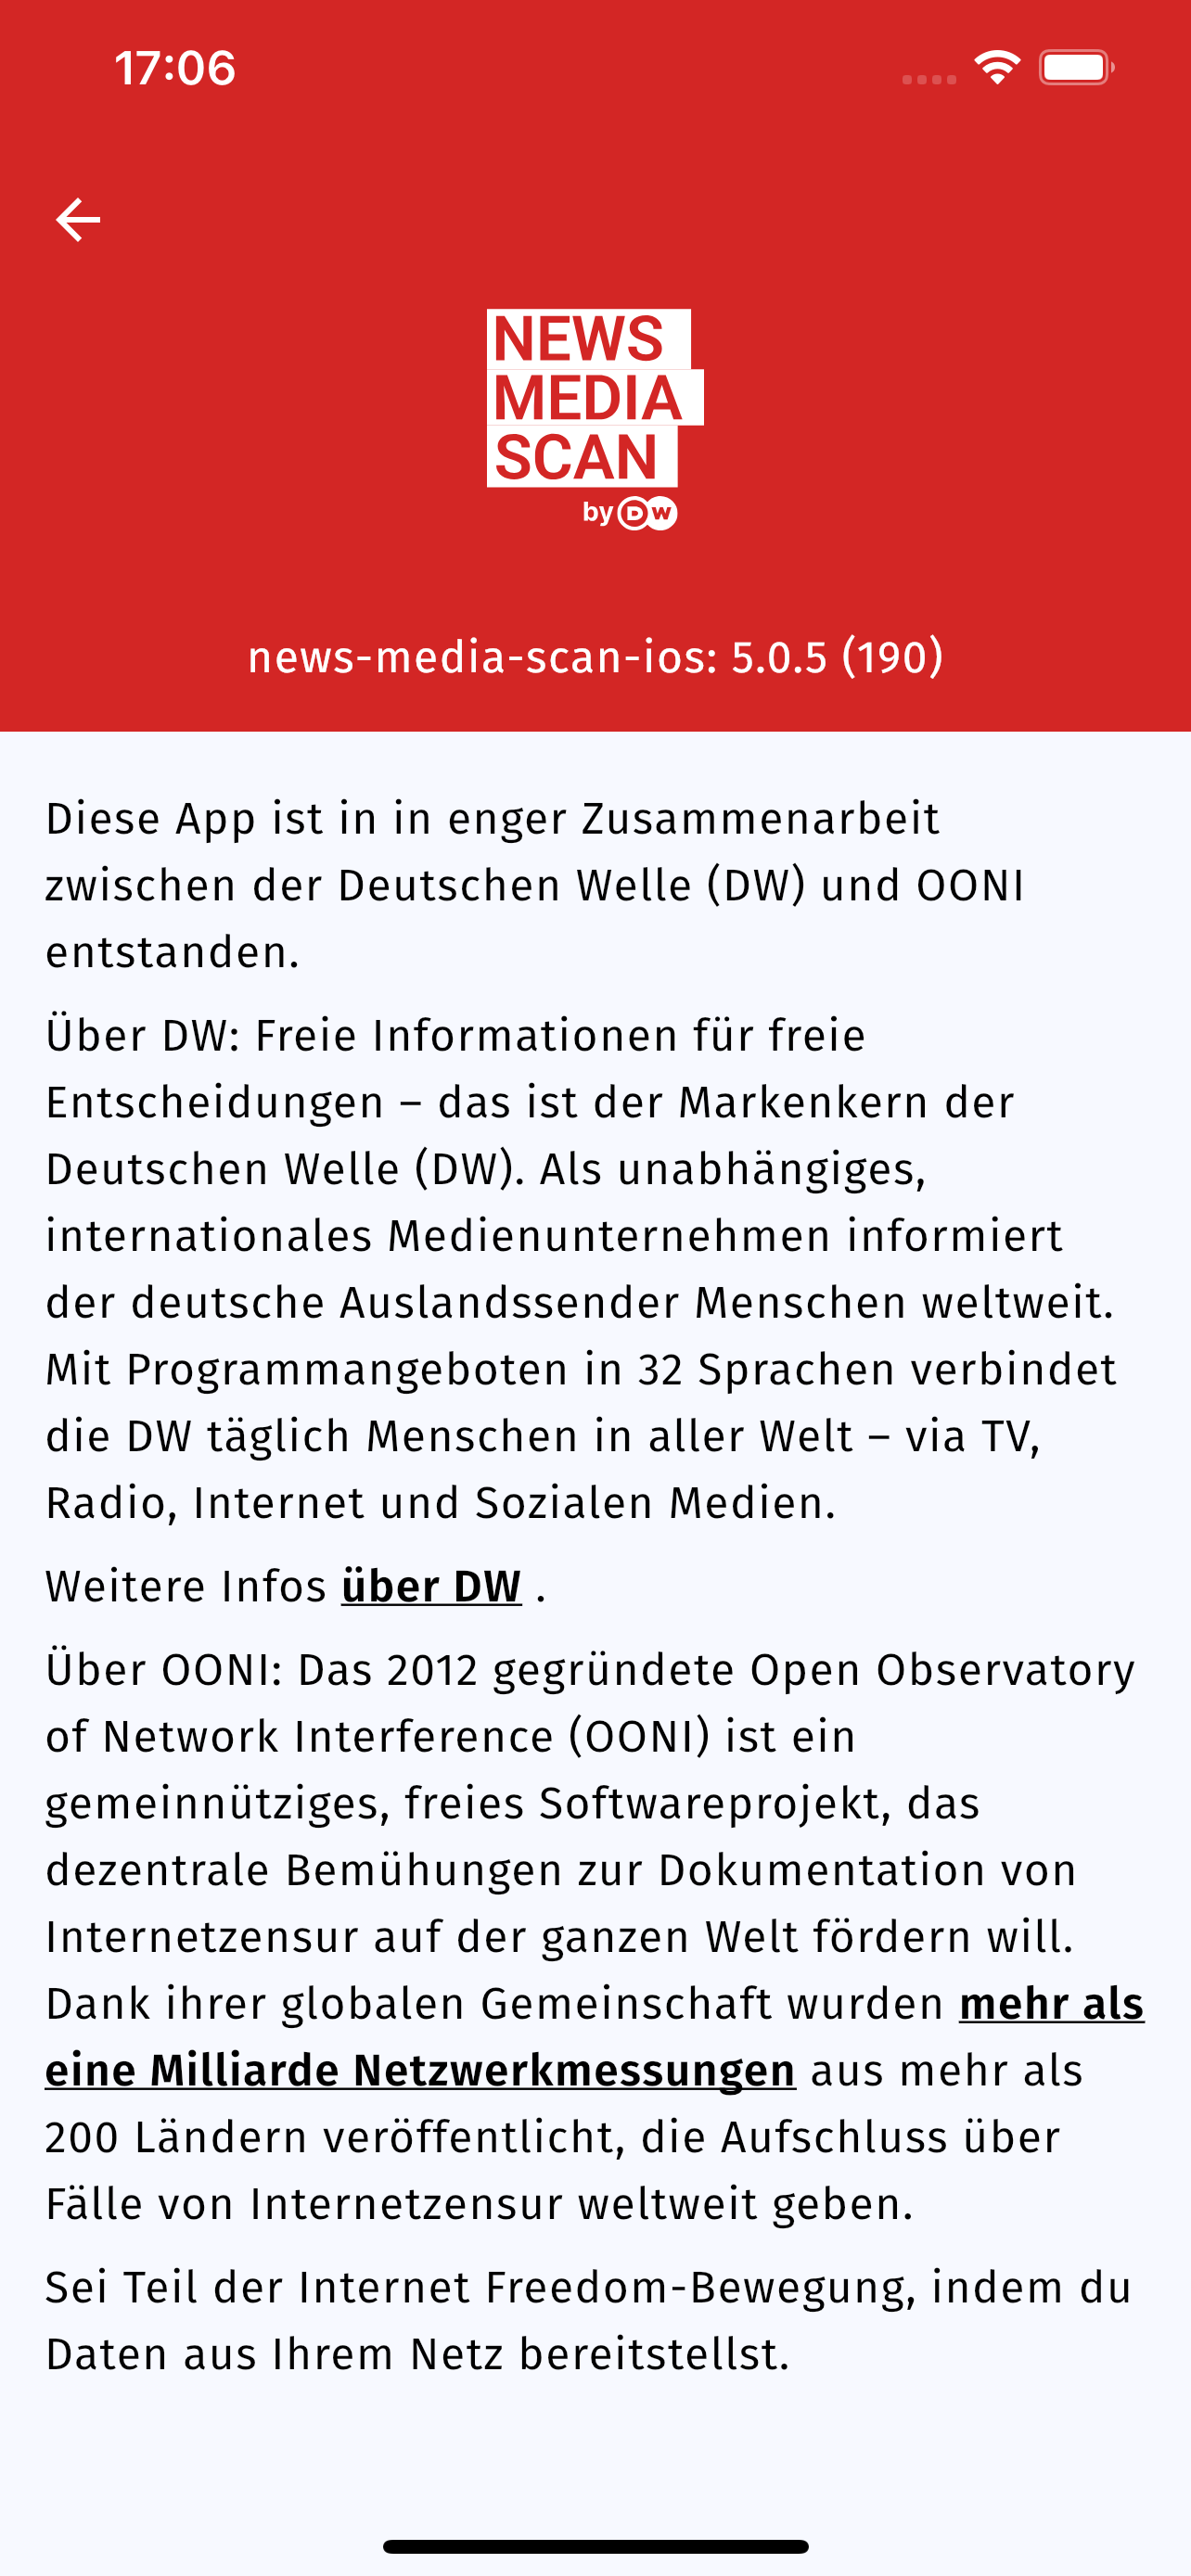 17:06
NEWS
MEDIA
SCAN
by DW
news-media-scan-ios: 5.0.5 (190)
Diese App ist in in enger Zusammenarbeit
zwischen der Deutschen Welle (DW) und OONI
entstanden.
Über DW: Freie Informationen für freie
Entscheidungen – das ist der Markenkern der
Deutschen Welle (DW). Als unabhängiges,
internationales Medienunternehmen informiert
der deutsche Auslandssender Menschen weltweit.
Mit Programmangeboten in 32 Sprachen verbindet
die DW täglich Menschen in aller Welt – via TV,
Radio, Internet und Sozialen Medien.
Weitere Infos über DW .
Über OONI: Das 2012 gegründete Open Observatory
of Network Interference (OONI) ist ein
gemeinnütziges, freies Softwareprojekt, das
dezentrale Bemühungen zur Dokumentation von
Internetzensur auf der ganzen Welt fördern will.
Dank ihrer globalen Gemeinschaft wurden mehr als
eine Milliarde Netzwerkmessungen aus mehr als
200 Ländern veröffentlicht, die Aufschluss über
Fälle von Internetzensur weltweit geben.
Sei Teil der Internet Freedom-Bewegung, indem du
Daten aus Ihrem Netz bereitstellst.